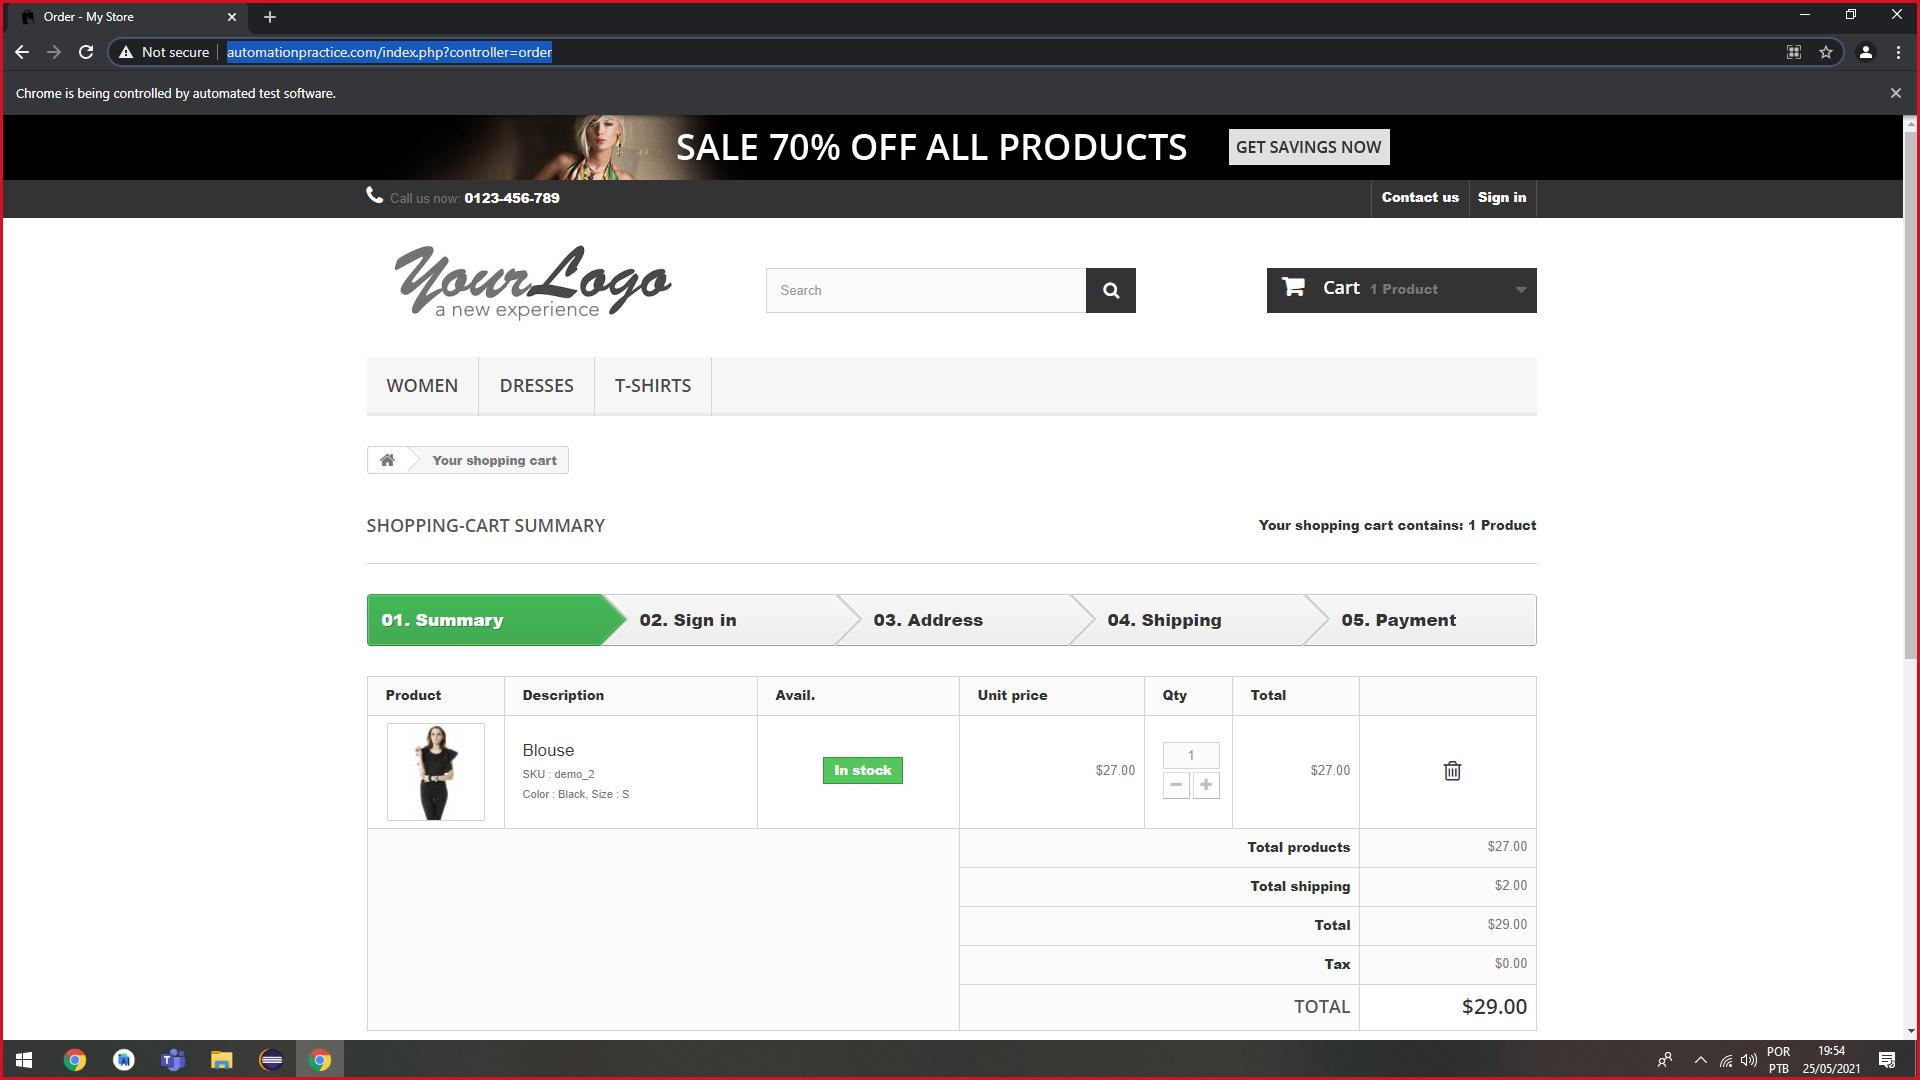 Order - My Store
Not secure
automationpractice.com/index.php?controller=order
Chrome is being controlled by automated test software.
SALE 70% OFF ALL PRODUCTS GET SAVINGS NOW
Call us now: 0123-456-789 Contact us Sign in
Your Logo
a new experience
Search
Cart 1 Product
WOMEN DRESSES T-SHIRTS
Your shopping cart
SHOPPING-CART SUMMARY Your shopping cart contains: 1 Product
01. Summary 02. Sign in 03. Address 04. Shipping 05. Payment
Product Description Avail. Unit price Qty Total
Blouse
SKU : demo_2
Color : Black, Size : S
In stock
$27.00
1
$27.00
Total products $27.00
Total shipping $2.00
Total $29.00
Tax $0.00
TOTAL $29.00
POR
PTB
19:54
25/05/2021